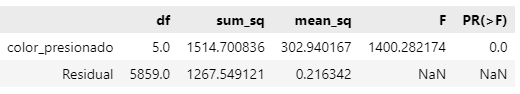 df sum_sq mean_sq F PR(>F)
color_presionado 5.0 1514.700836 302.940167 1400.282174 0.0
Residual 5859.0 1267.549121 0.216342 NaN NaN